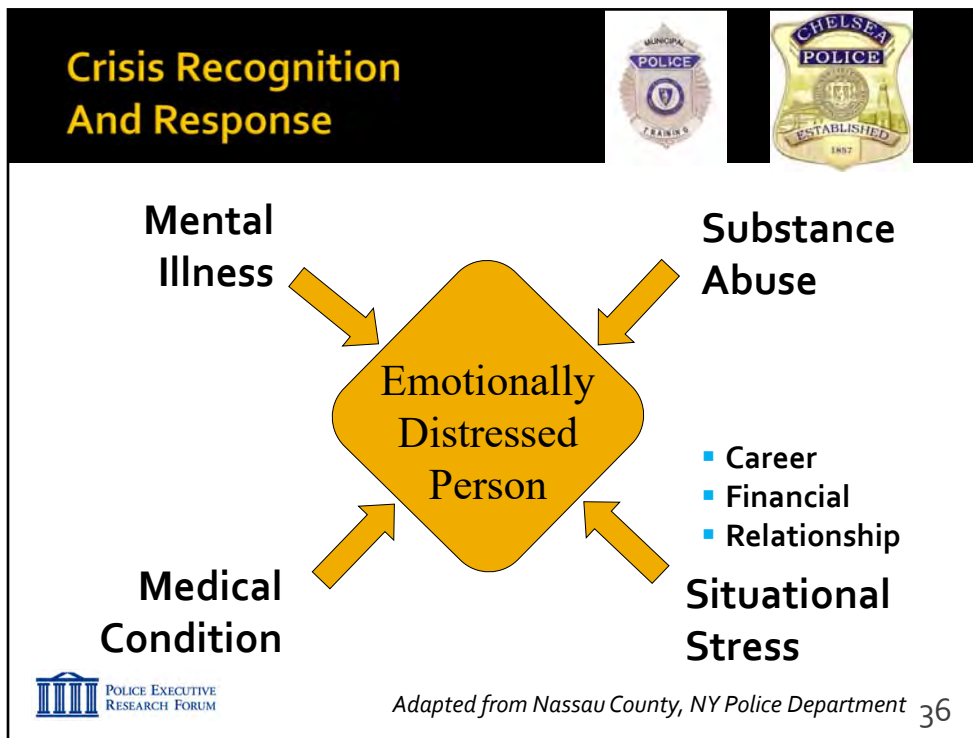 Crisis Recognition
And Response
MUNICIPAL
POLICE
TRAINING
CHELSEA
POLICE
ESTABLISHED
1857
Mental
Illness
Substance
Abuse
Emotionally
Distressed
Person
▪ Career
▪ Financial
▪ Relationship
Medical
Condition
Situational
Stress
POLICE EXECUTIVE
RESEARCH FORUM
Adapted from Nassau County, NY Police Department
36